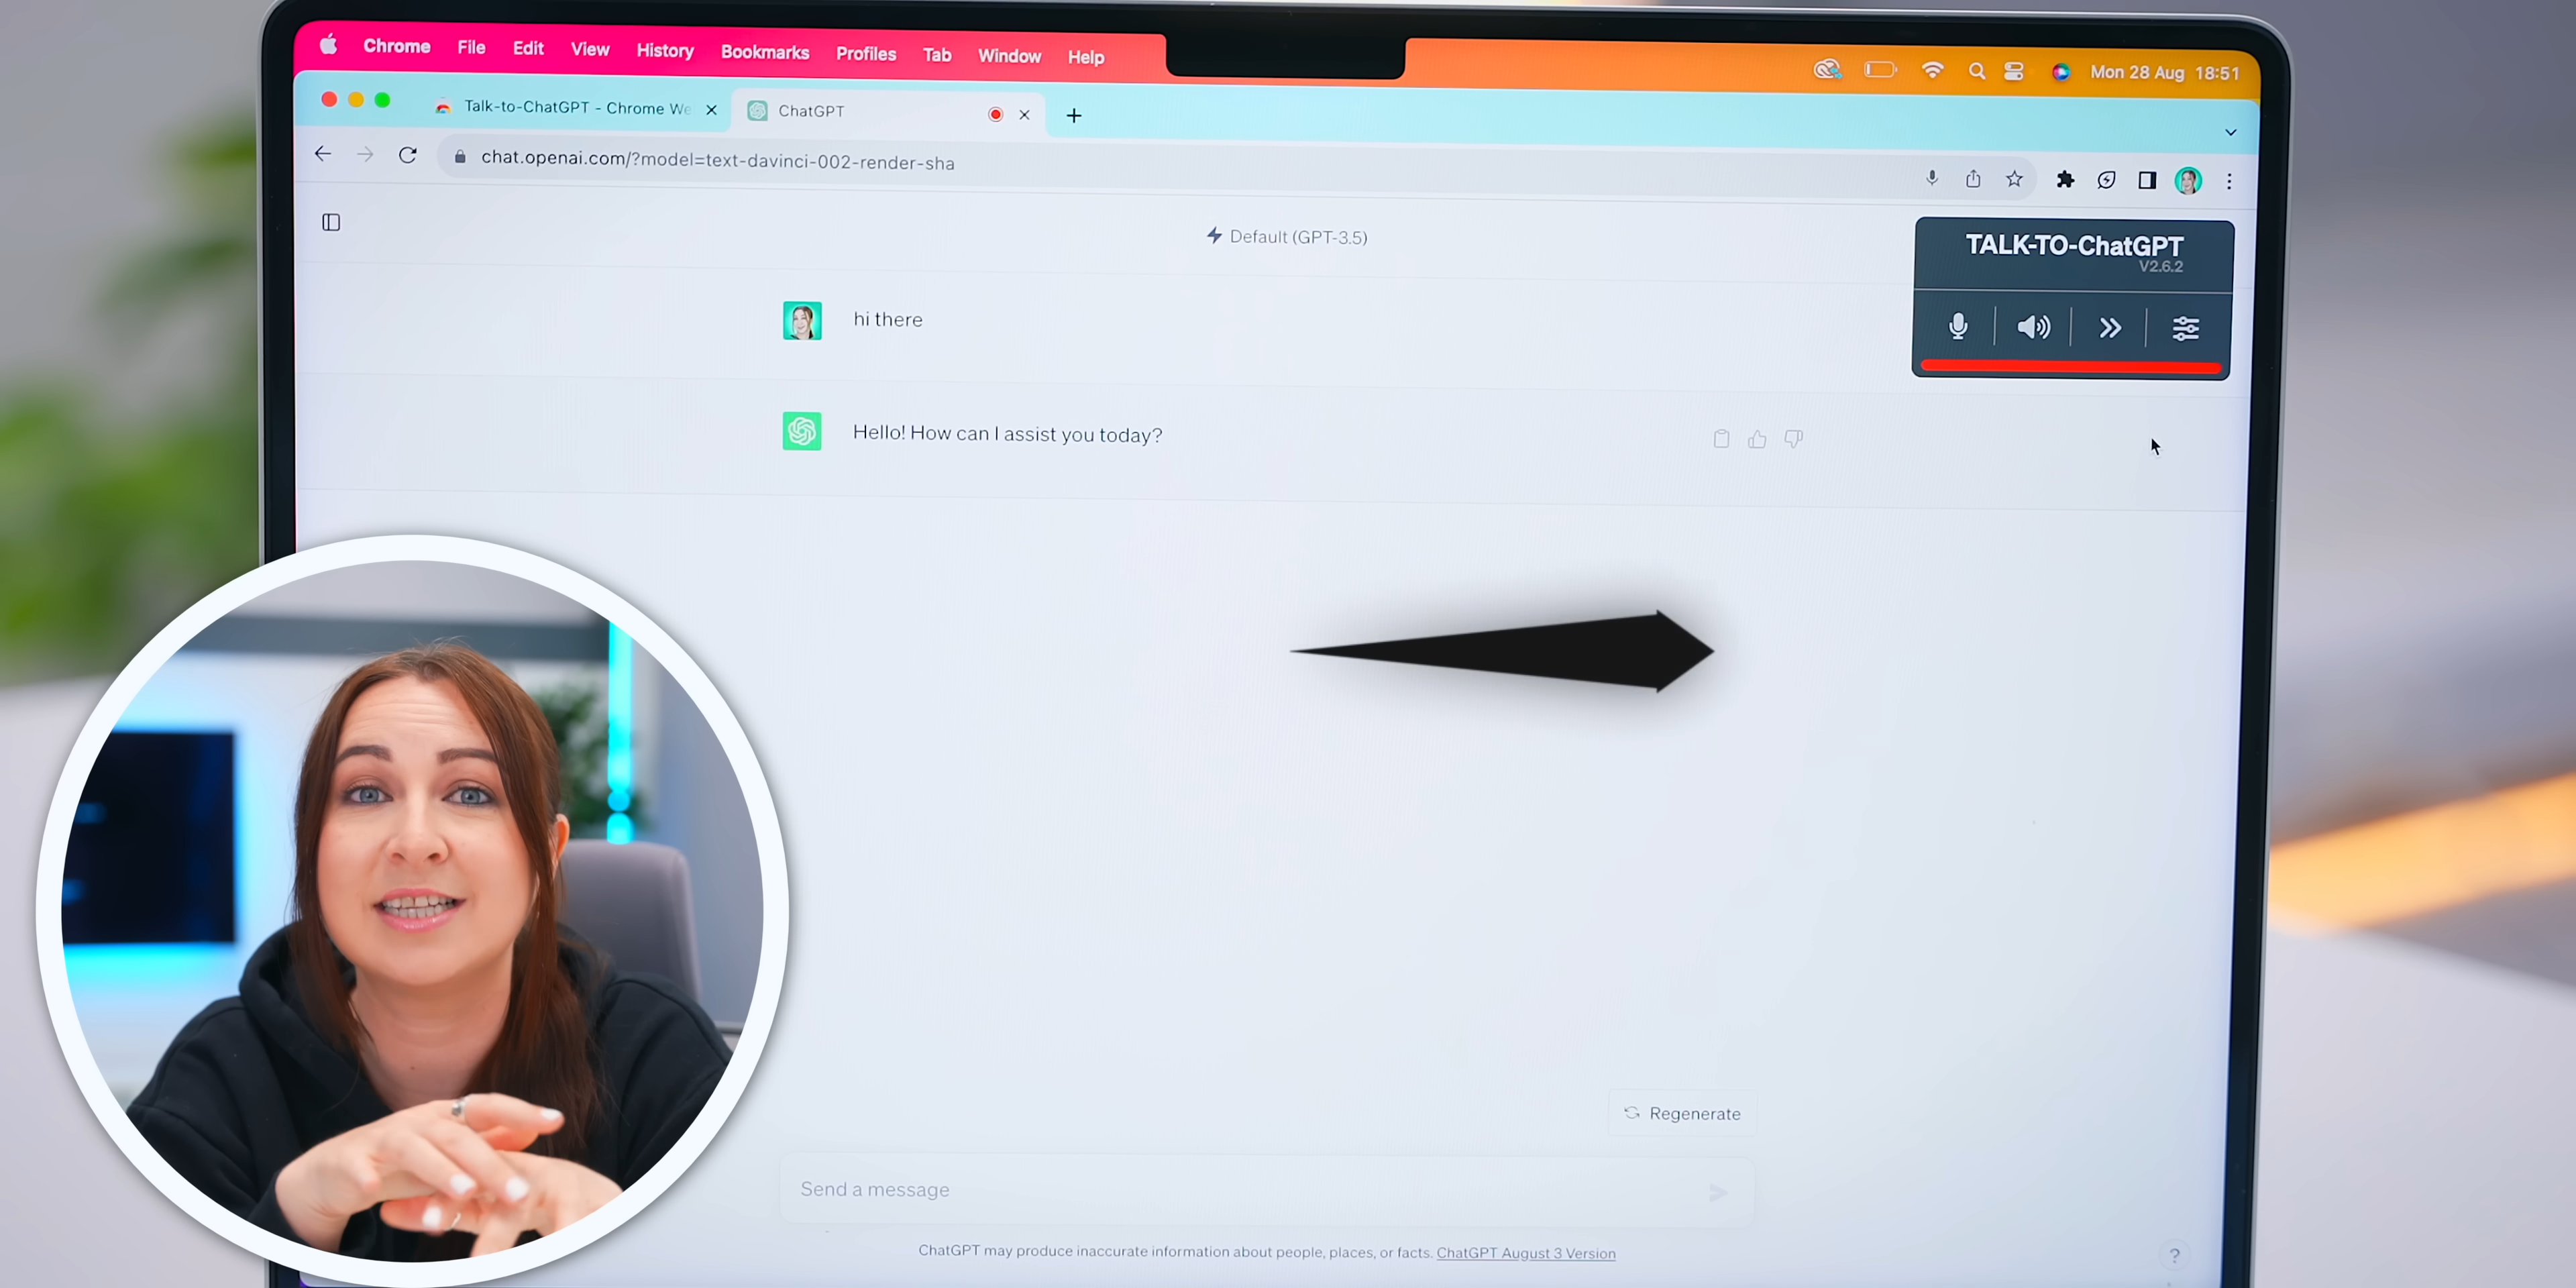 Chrome File Edit View History Bookmarks Profiles Tab Window Help
Mon 28 Aug 18:51
Talk-to-ChatGPT - Chrome We
ChatGPT
chat.openai.com/?model=text-davinci-002-render-sha
Default (GPT-3.5)
TALK-TO-ChatGPT
V2.6.2
hi there
Hello! How can I assist you today?
Regenerate
Send a message
ChatGPT may produce inaccurate information about people, places, or facts. ChatGPT August 3 Version
?